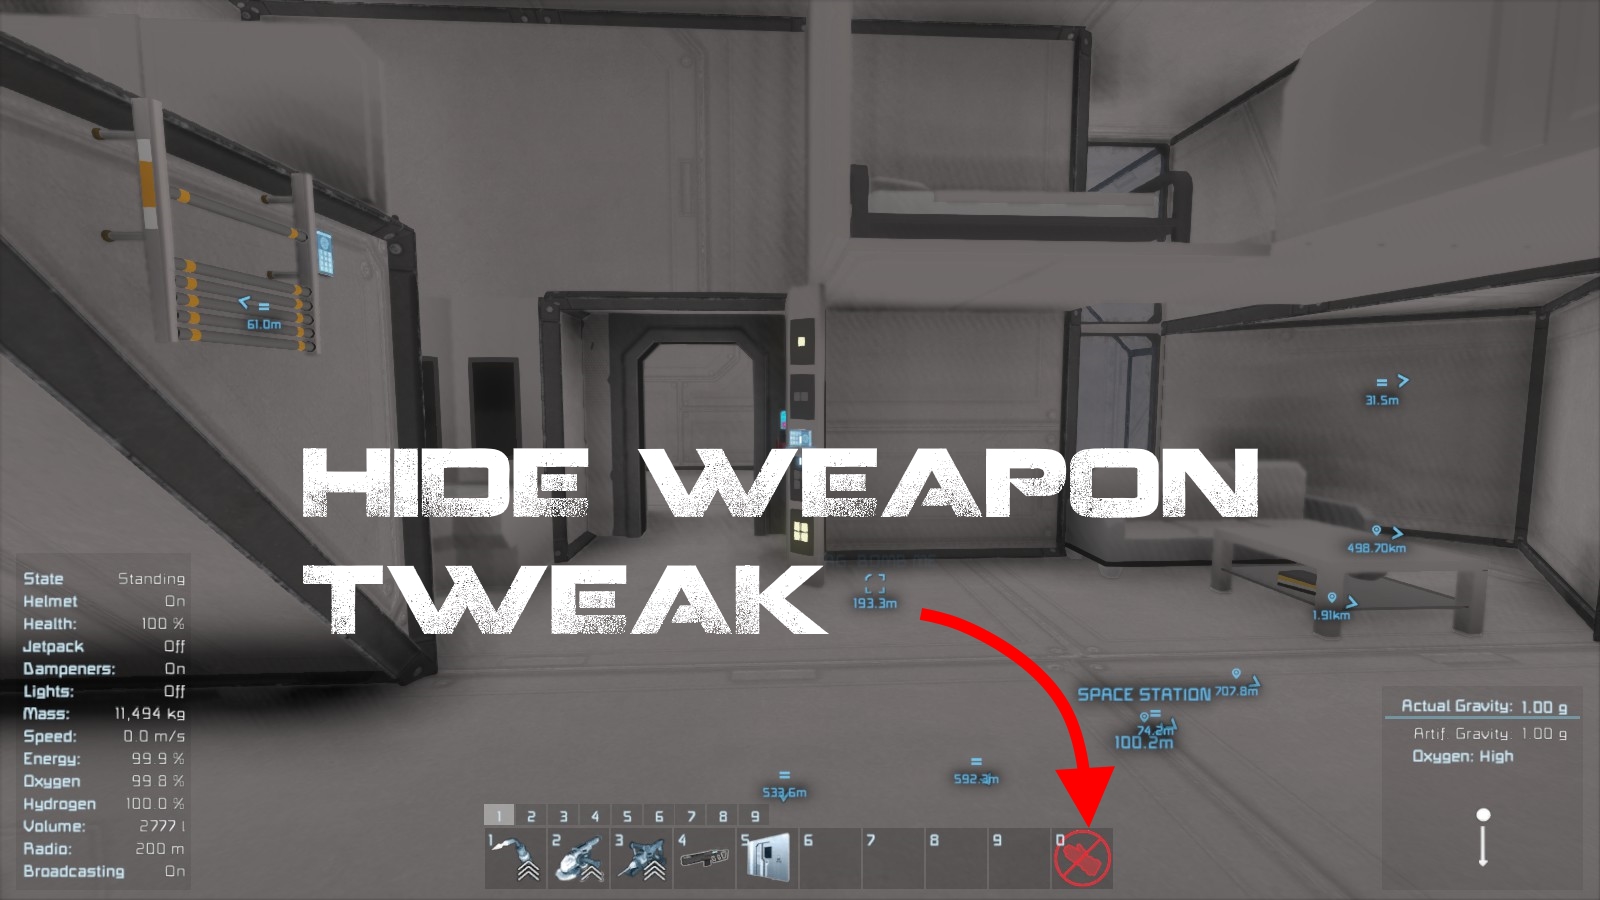 61.0m
31.5m
HIDE WEAPON
TWEAK
498.70km
193.3m
1.91km
State Standing
Helmet On
Health: 100 %
Jetpack Off
Dampeners: On
Lights: Off
Mass: 11,494 kg
Speed: 0.0 m/s
Energy: 99.9 %
Oxygen 99.8 %
Hydrogen 100.0 %
Volume: 2777 l
Radio: 200 m
Broadcasting On
SPACE STATION 707.8m
74.2m
100.2m
592.3m
533.6m
Actual Gravity: 1.00 g
Artif. Gravity: 1.00 g
Oxygen: High
1 2 3 4 5 6 7 8 9
1 2 3 4 5 6 7 8 9 0